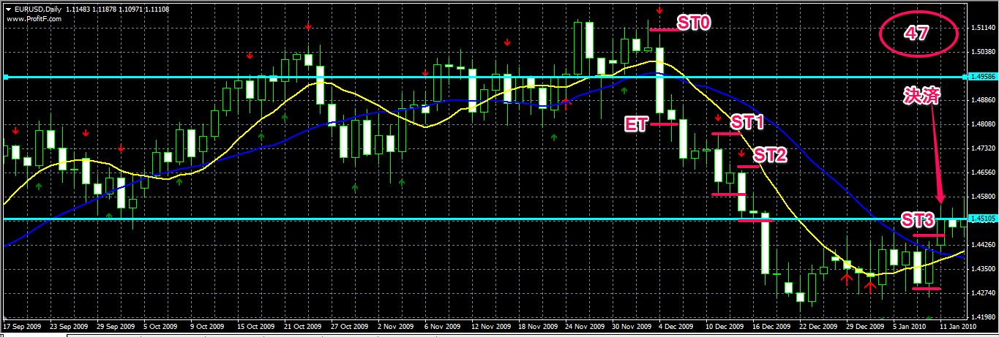 EURUSD,Daily 1.11483 1.11878 1.10971 1.11108
www.ProfitF.com
ST0
47
1.51140
1.50380
1.49586
決済
1.48860
ET
ST1
1.48080
ST2
1.47320
1.46560
1.45800
ST3
1.45105
1.44260
1.43500
1.42740
1.41980
17 Sep 2009 23 Sep 2009 29 Sep 2009 5 Oct 2009 9 Oct 2009 15 Oct 2009 21 Oct 2009 27 Oct 2009 2 Nov 2009 6 Nov 2009 12 Nov 2009 18 Nov 2009 24 Nov 2009 30 Nov 2009 4 Dec 2009 10 Dec 2009 16 Dec 2009 22 Dec 2009 29 Dec 2009 5 Jan 2010 11 Jan 2010